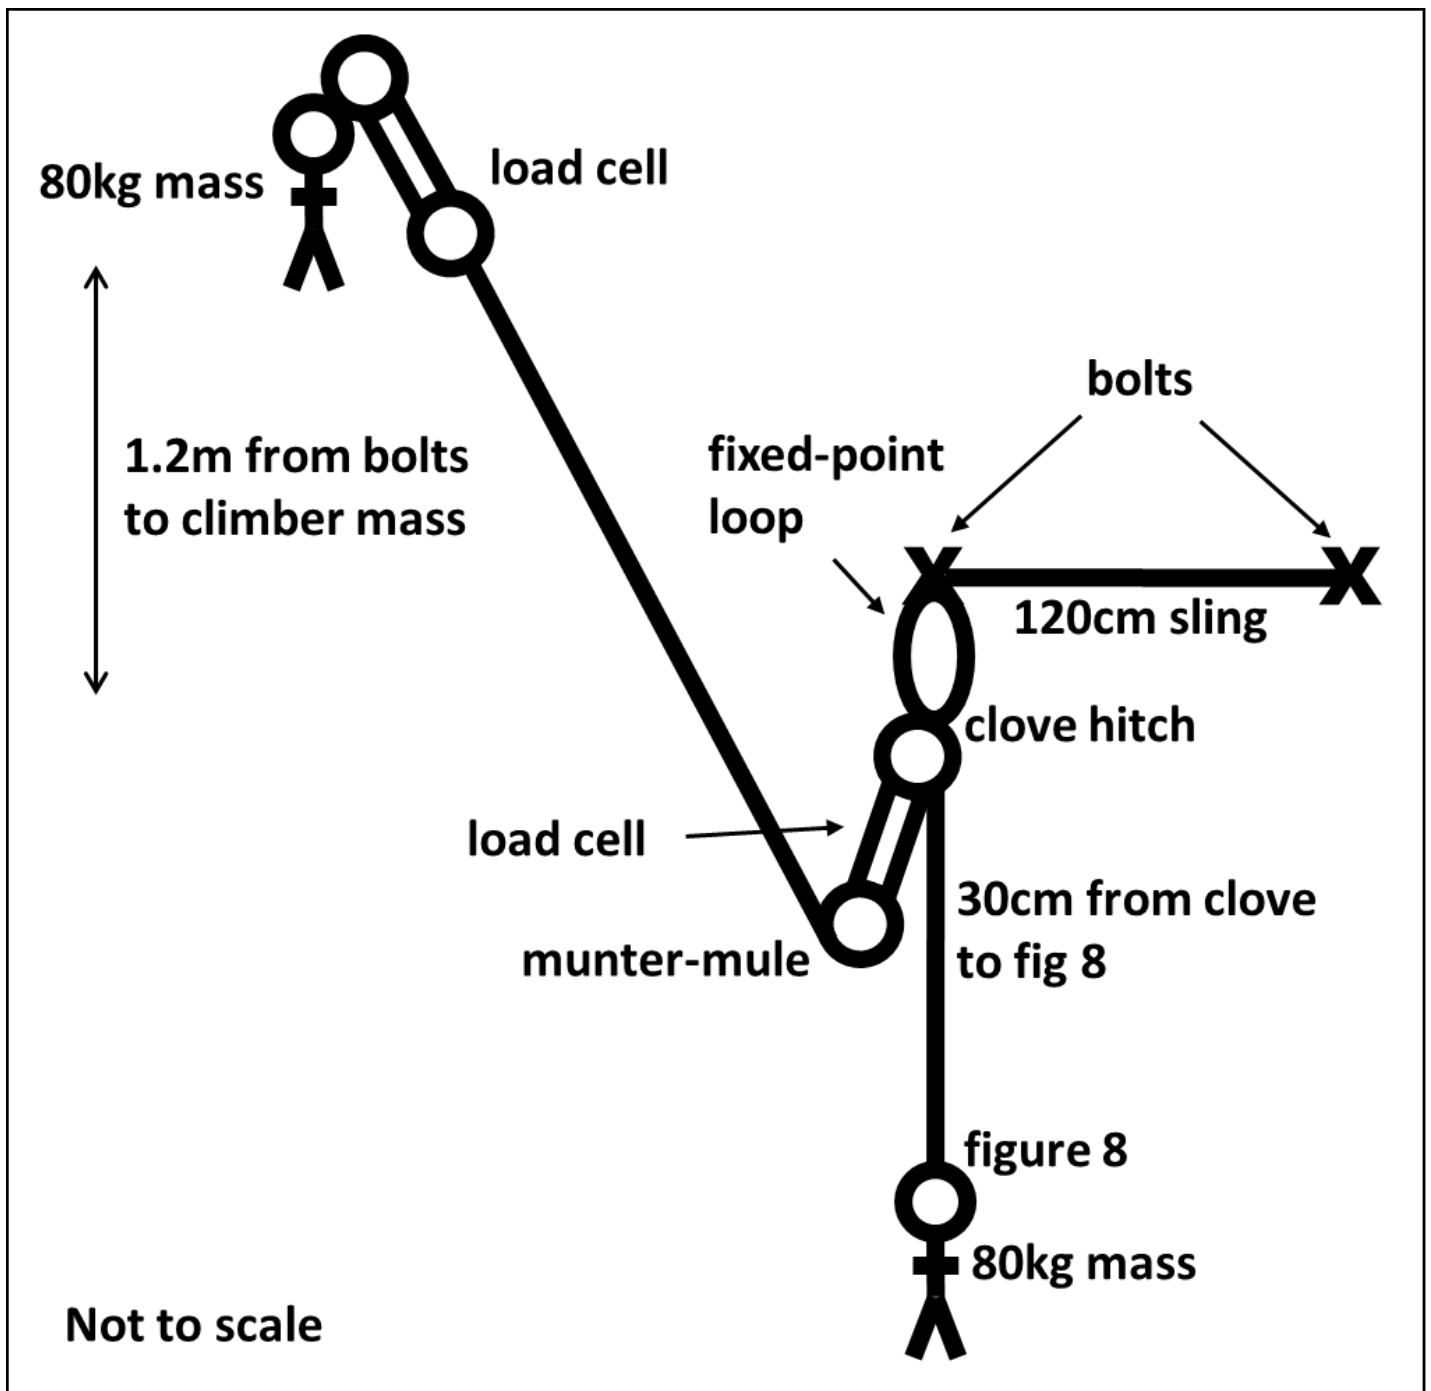 80kg mass
load cell
bolts
1.2m from bolts
to climber mass
fixed-point
loop
120cm sling
clove hitch
load cell
30cm from clove
to fig 8
munter-mule
figure 8
80kg mass
Not to scale